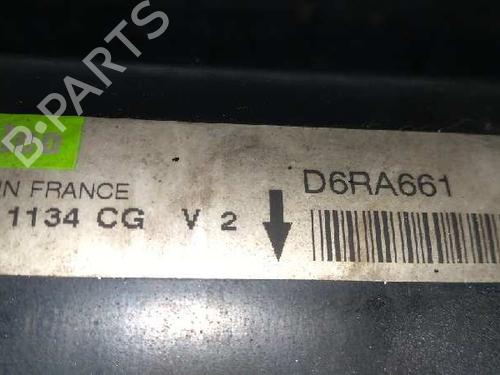 B-PARTS
IN FRANCE
1134 CG V 2
D6RA661